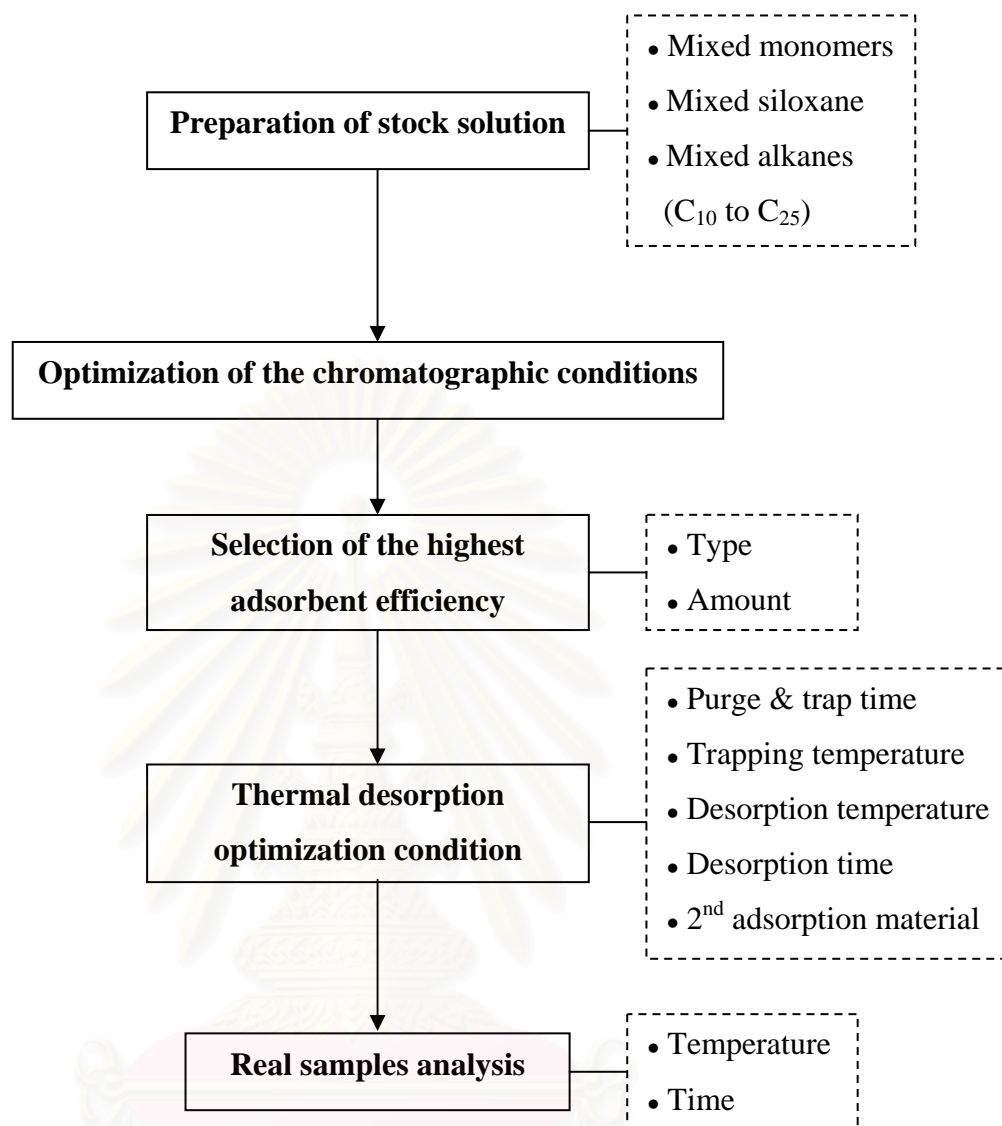 Preparation of stock solution
• Mixed monomers
• Mixed siloxane
• Mixed alkanes
(C₁₀ to C₂₅)
Optimization of the chromatographic conditions
Selection of the highest
adsorbent efficiency
• Type
• Amount
Thermal desorption
optimization condition
• Purge & trap time
• Trapping temperature
• Desorption temperature
• Desorption time
• 2ⁿᵈ adsorption material
Real samples analysis
• Temperature
• Time